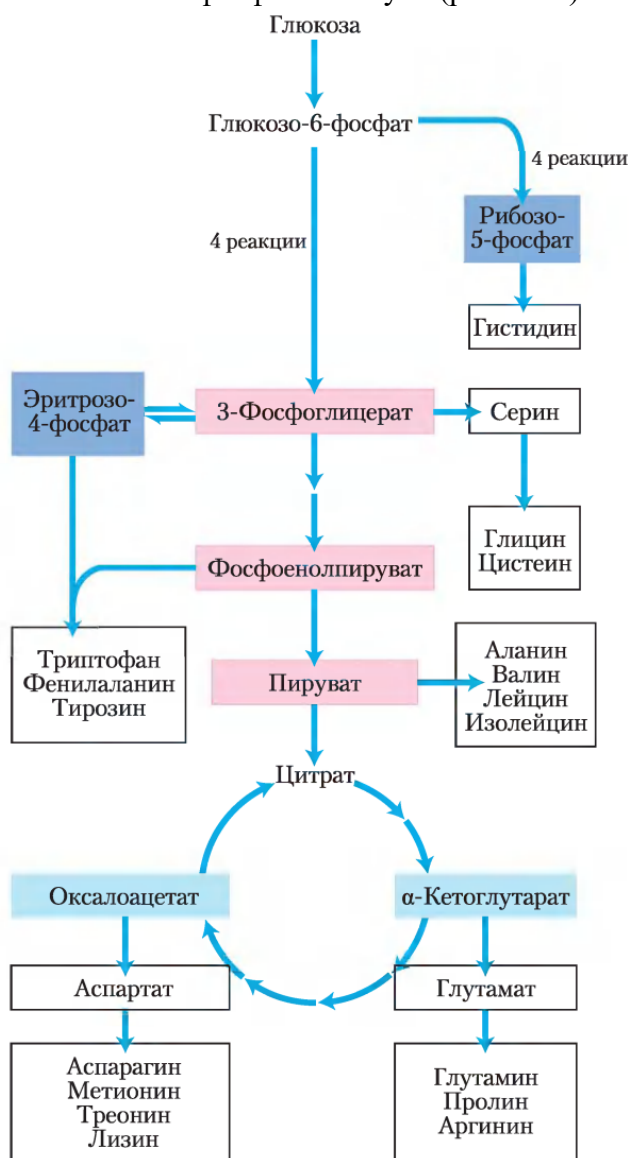 Глюкоза
Глюкозо-6-фосфат
4 реакции
Рибозо-
5-фосфат
4 реакции
Гистидин
Эритрозо-
4-фосфат
3-Фосфоглицерат
Серин
Глицин
Цистеин
Фосфоенолпируват
Триптофан
Фенилаланин
Тирозин
Пируват
Аланин
Валин
Лейцин
Изолейцин
Цитрат
Оксалоацетат
α-Кетоглутарат
Аспартат
Глутамат
Аспарагин
Метионин
Треонин
Лизин
Глутамин
Пролин
Аргинин